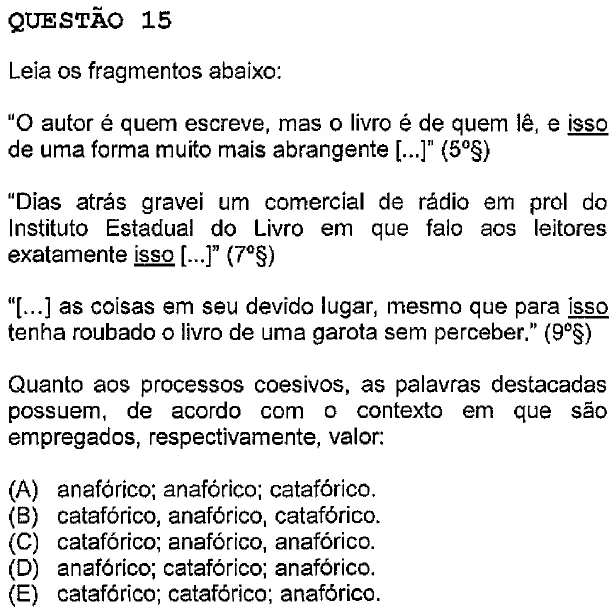 QUESTÃO 15
Leia os fragmentos abaixo:
"O autor é quem escreve, mas o livro é de quem lê, e isso
de uma forma muito mais abrangente [...]" (5º§)
"Dias atrás gravei um comercial de rádio em prol do
Instituto Estadual do Livro em que falo aos leitores
exatamente isso [...]" (7º§)
"[...] as coisas em seu devido lugar, mesmo que para isso
tenha roubado o livro de uma garota sem perceber." (9º§)
Quanto aos processos coesivos, as palavras destacadas
possuem, de acordo com o contexto em que são
empregados, respectivamente, valor:
(A) anafórico; anafórico; catafórico.
(B) catafórico, anafórico, catafórico.
(C) catafórico; anafórico, anafórico.
(D) anafórico; catafórico; anafórico.
(E) catafórico; catafórico; anafórico.